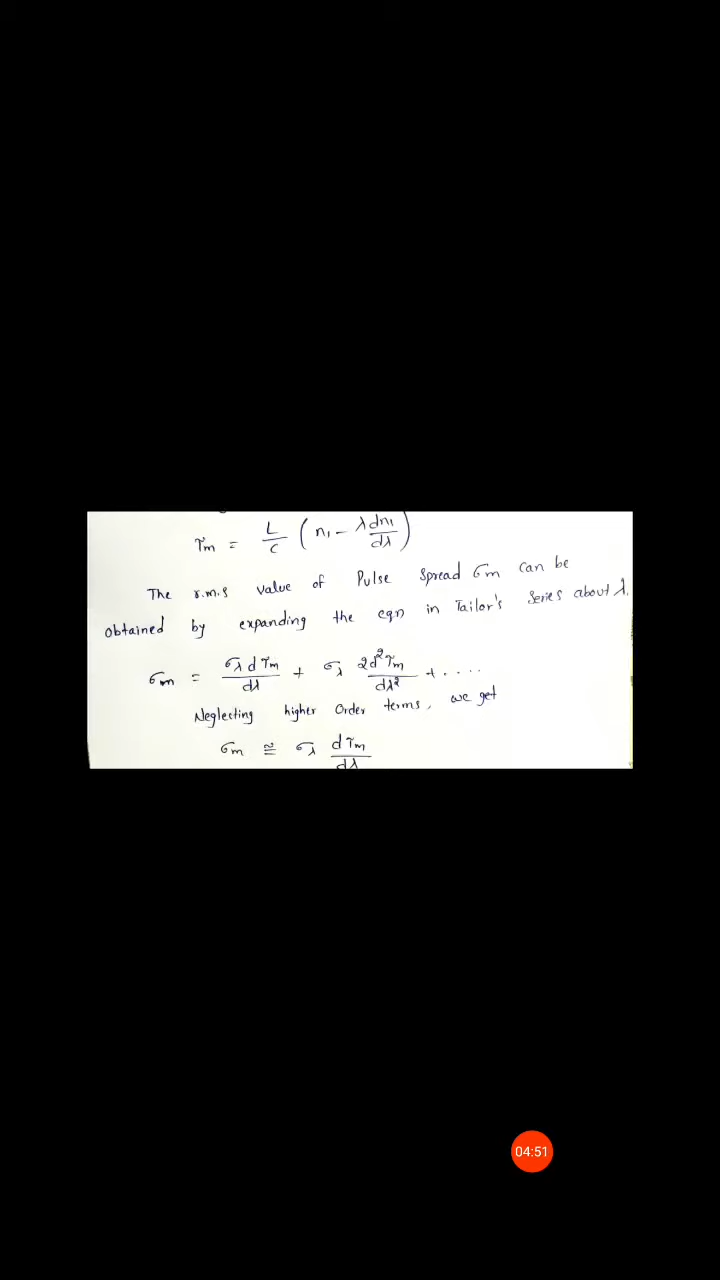 τm = L/c (n₁ − λdn₁/dλ)
The r.m.s value of Pulse spread σm can be
obtained by expanding the eqn in Tailor's Series about λ.
σm = σλ dτm/dλ + σλ 2d²τm/dλ² + ....
Neglecting higher Order terms, we get
σm ≅ σλ dτm/dλ
04:51